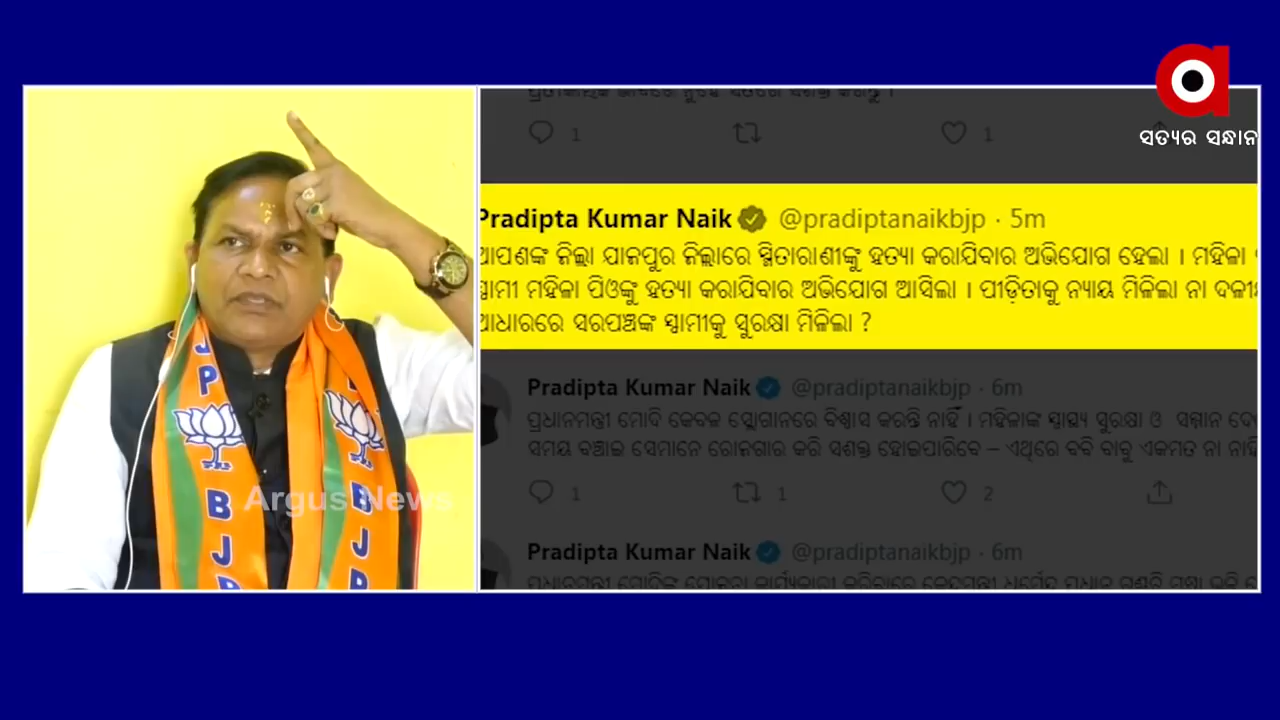 ସତ୍ୟର ସନ୍ଧାନ
1
1
Pradipta Kumar Naik @pradiptanaikbjp · 5m
ଆପଣଙ୍କ ଜିଲ୍ଲା ଯାଜପୁର ଜିଲ୍ଲାରେ ସ୍ମିତାରାଣୀଙ୍କୁ ହତ୍ୟା କରାଯିବାର ଅଭିଯୋଗ ହେଲା । ମହିଳା
ସ୍ୱାମୀ ମହିଳା ପିଓଙ୍କୁ ହତ୍ୟା କରାଯିବାର ଅଭିଯୋଗ ଆସିଲା । ପୀଡ଼ିତାକୁ ନ୍ୟାୟ ମିଳିଲା ନା ଦଳୀୟ
ଆଧାରରେ ସରପଞ୍ଚଙ୍କ ସ୍ୱାମୀକୁ ସୁରକ୍ଷା ମିଳିଲା ?
Pradipta Kumar Naik @pradiptanaikbjp · 6m
ପ୍ରଧାନମନ୍ତ୍ରୀ ମୋଦି କେବଳ ସ୍ଲୋଗାନରେ ବିଶ୍ୱାସ କରନ୍ତି ନାହିଁ । ମହିଳାଙ୍କ ସ୍ୱାସ୍ଥ୍ୟ ସୁରକ୍ଷା ଓ ସମ୍ମାନ
ସମୟ ବଞ୍ଚାଇ ସେମାନେ ରୋଜଗାର କରି ସଶକ୍ତ ହୋଇପାରିବେ – ଏଥିରେ ବବି ବାବୁ ଏକମତ ନା ନାହିଁ
1
1
2
Pradipta Kumar Naik @pradiptanaikbjp · 6m
JP
BJP
BJP
Argus News